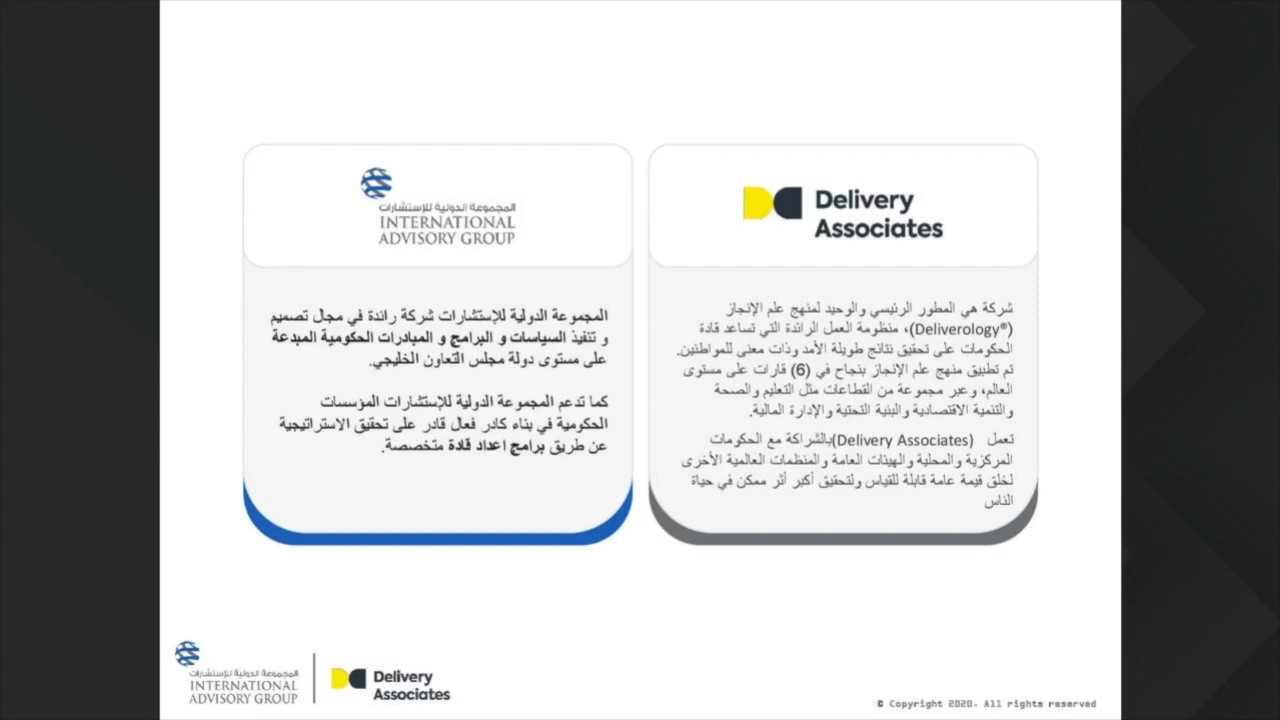 Delivery
Associates
شركة هي المطور الرئيسي والوحيد لمنهج علم الإنجاز
(Deliverology®)، منظومة العمل الرائدة التي تساعد قادة
الحكومات على تحقيق نتائج طويلة الأمد وذات معنى للمواطنين.
تم تطبيق منهج علم الإنجاز بنجاح في (6) قارات على مستوى
العالم، وعبر مجموعة من القطاعات مثل التعليم والصحة
والتنمية الاقتصادية والبنية التحتية والإدارة المالية.
تعمل (Delivery Associates)بالشراكة مع الحكومات
المركزية والمحلية والهيئات العامة والمنظمات العالمية الأخرى
لخلق قيمة عامة قابلة للقياس ولتحقيق أكبر أثر ممكن في حياة
الناس
المجموعة الدولية للإستشارات
INTERNATIONAL
ADVISORY GROUP
المجموعة الدولية للإستشارات شركة رائدة في مجال تصميم
و تنفيذ السياسات و البرامج و المبادرات الحكومية المبدعة
على مستوى دولة مجلس التعاون الخليجي.
كما تدعم المجموعة الدولية للإستشارات المؤسسات
الحكومية في بناء كادر فعال قادر على تحقيق الاستراتيجية
عن طريق برامج اعداد قادة متخصصة.
المجموعة الدولية للإستشارات
INTERNATIONAL
ADVISORY GROUP
Delivery
Associates
© Copyright 2020. All rights reserved